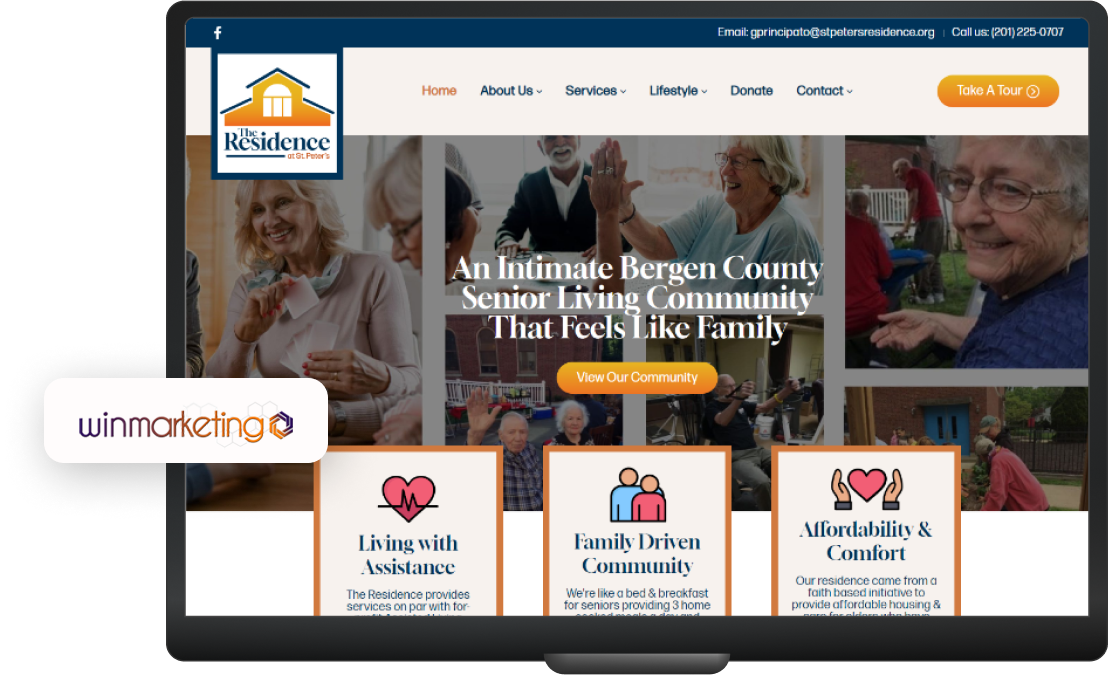 Email: gprincipato@stpetersresidence.org | Call us: (201) 225-0707
The
Residence
at St. Peter's
Home About Us Services Lifestyle Donate Contact
Take A Tour
An Intimate Bergen County
Senior Living Community
That Feels Like Family
View Our Community
winmarketing
Living with
Assistance
The Residence provides
services on par with for-
Family Driven
Community
We're like a bed & breakfast
for seniors providing 3 home
Affordability &
Comfort
Our residence came from a
faith based initiative to
provide affordable housing &